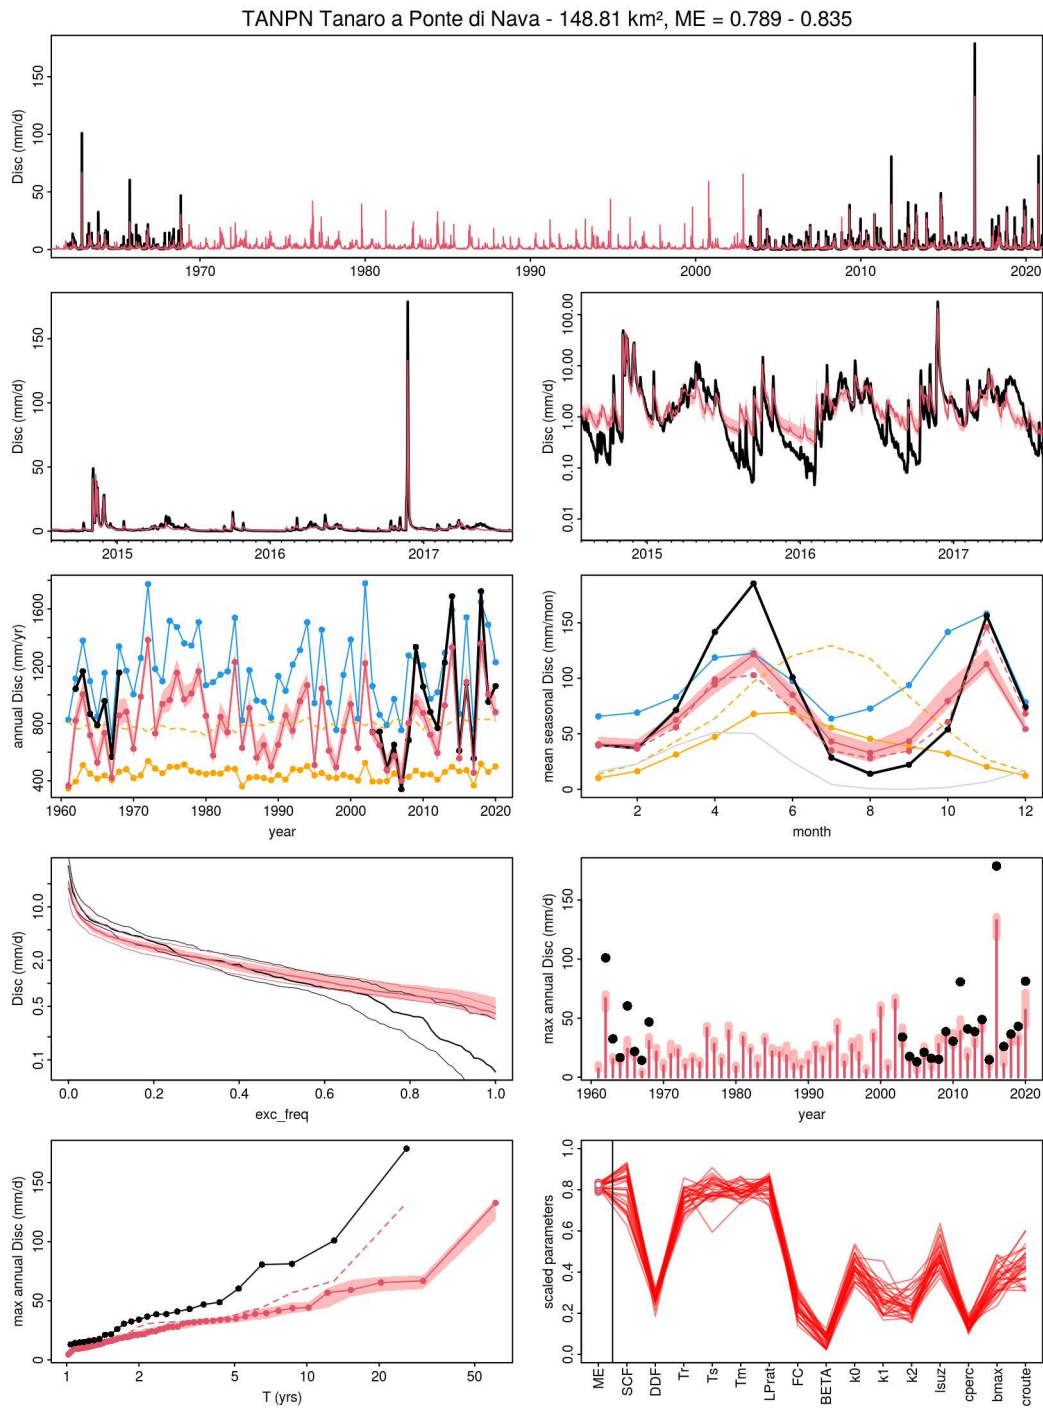 TANPN Tanaro a Ponte di Nava - 148.81 km², ME = 0.789 - 0.835
Disc (mm/d)
0 50 100 150
1970 1980 1990 2000 2010 2020
Disc (mm/d)
0 50 100 150
2015 2016 2017
Disc (mm/d)
0.01 0.10 1.00 10.00 100.00
2015 2016 2017
annual Disc (mm/yr)
400 800 1200 1600
1960 1970 1980 1990 2000 2010 2020
year
mean seasonal Disc (mm/mon)
0 50 100 150
2 4 6 8 10 12
month
Disc (mm/d)
0.1 0.5 2.0 10.0
0.0 0.2 0.4 0.6 0.8 1.0
exc_freq
max annual Disc (mm/d)
0 50 100 150
1960 1970 1980 1990 2000 2010 2020
year
max annual Disc (mm/d)
0 50 100 150
1 2 5 10 20 50
T (yrs)
scaled parameters
0.0 0.2 0.4 0.6 0.8 1.0
ME SCF DDF Tr Ts Tm LPrat FC BETA k0 k1 k2 lsuz cperc bmax croute